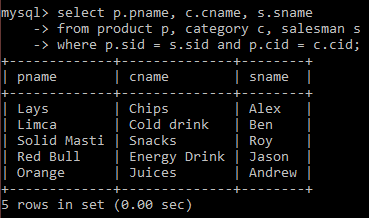 mysql> select p.pname, c.cname, s.sname
    -> from product p, category c, salesman s
    -> where p.sid = s.sid and p.cid = c.cid;
+-------------+--------------+--------+
| pname       | cname        | sname  |
+-------------+--------------+--------+
| Lays        | Chips        | Alex   |
| Limca       | Cold drink   | Ben    |
| Solid Masti | Snacks       | Roy    |
| Red Bull    | Energy Drink | Jason  |
| Orange      | Juices       | Andrew |
+-------------+--------------+--------+
5 rows in set (0.00 sec)